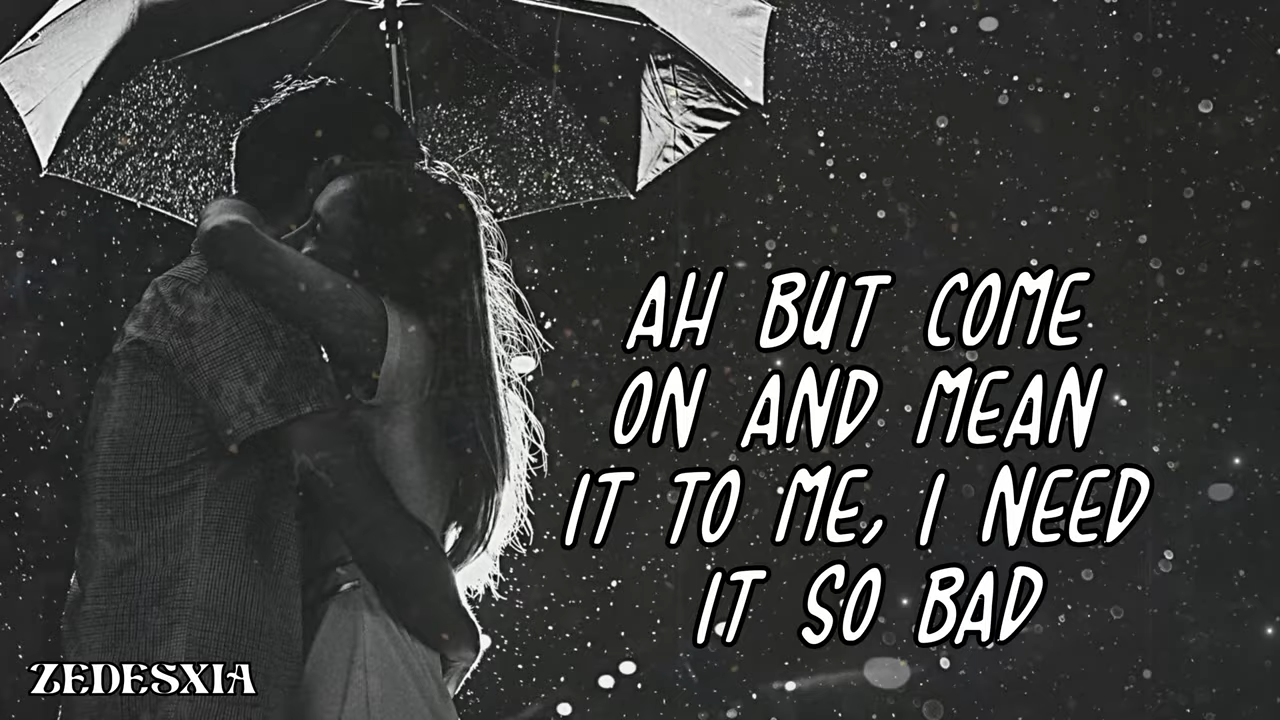 AH BUT COME
ON AND MEAN
IT TO ME, I NEED
IT SO BAD
ZEDESXIA